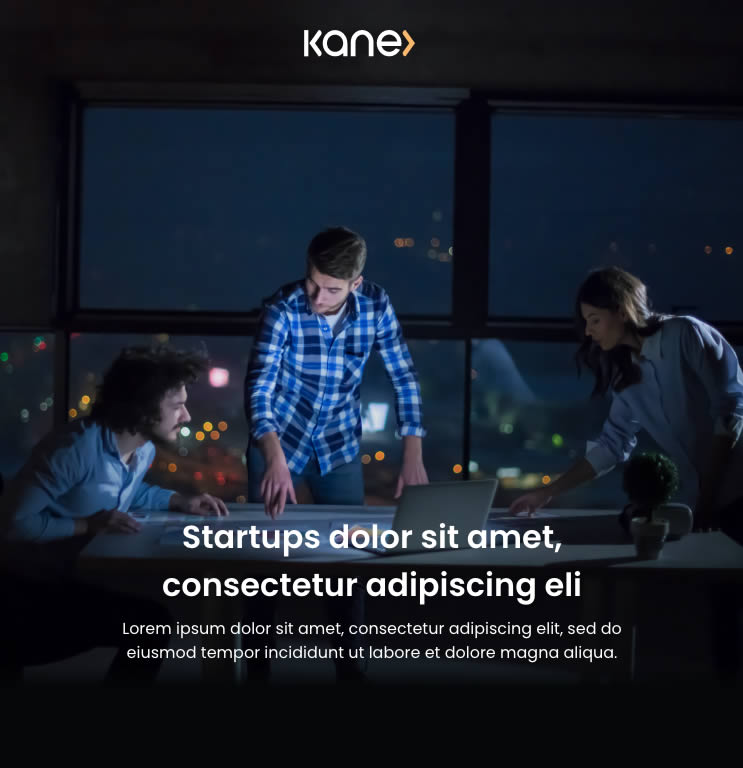 Kane
Startups dolor sit amet,
consectetur adipiscing eli
Lorem ipsum dolor sit amet, consectetur adipiscing elit, sed do
eiusmod tempor incididunt ut labore et dolore magna aliqua.